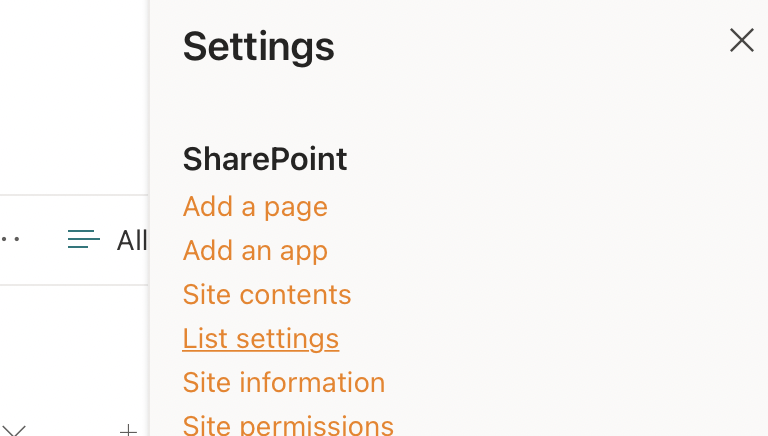 Settings
SharePoint
Add a page
Add an app
All
Site contents
List settings
Site information
Site permissions